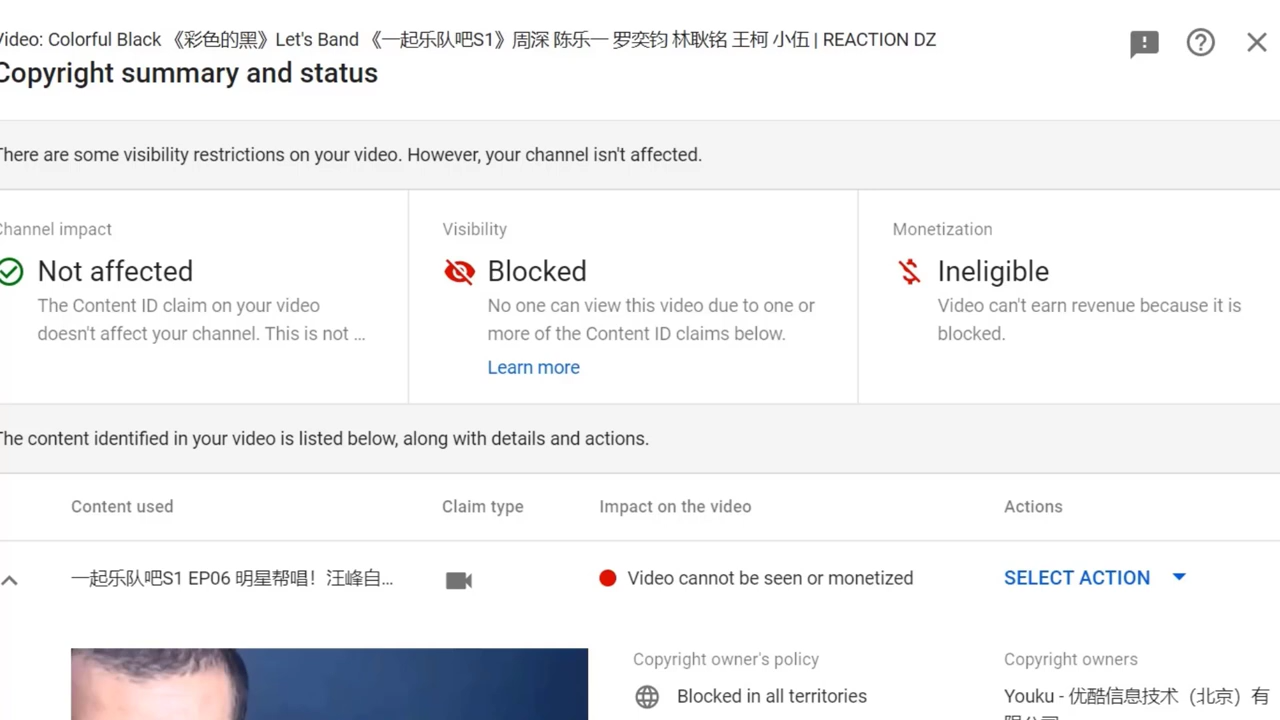 Video: Colorful Black 《彩色的黑》Let's Band 《一起乐队吧S1》周深 陈乐一 罗奕钧 林耿铭 王柯 小伍 | REACTION DZ
Copyright summary and status
There are some visibility restrictions on your video. However, your channel isn't affected.
Channel impact
Not affected
The Content ID claim on your video
doesn't affect your channel. This is not ...
Visibility
Blocked
No one can view this video due to one or
more of the Content ID claims below.
Learn more
Monetization
Ineligible
Video can't earn revenue because it is
blocked.
The content identified in your video is listed below, along with details and actions.
Content used
Claim type
Impact on the video
Actions
一起乐队吧S1 EP06 明星帮唱！汪峰自...
Video cannot be seen or monetized
SELECT ACTION
Copyright owner's policy
Blocked in all territories
Copyright owners
Youku - 优酷信息技术（北京）有